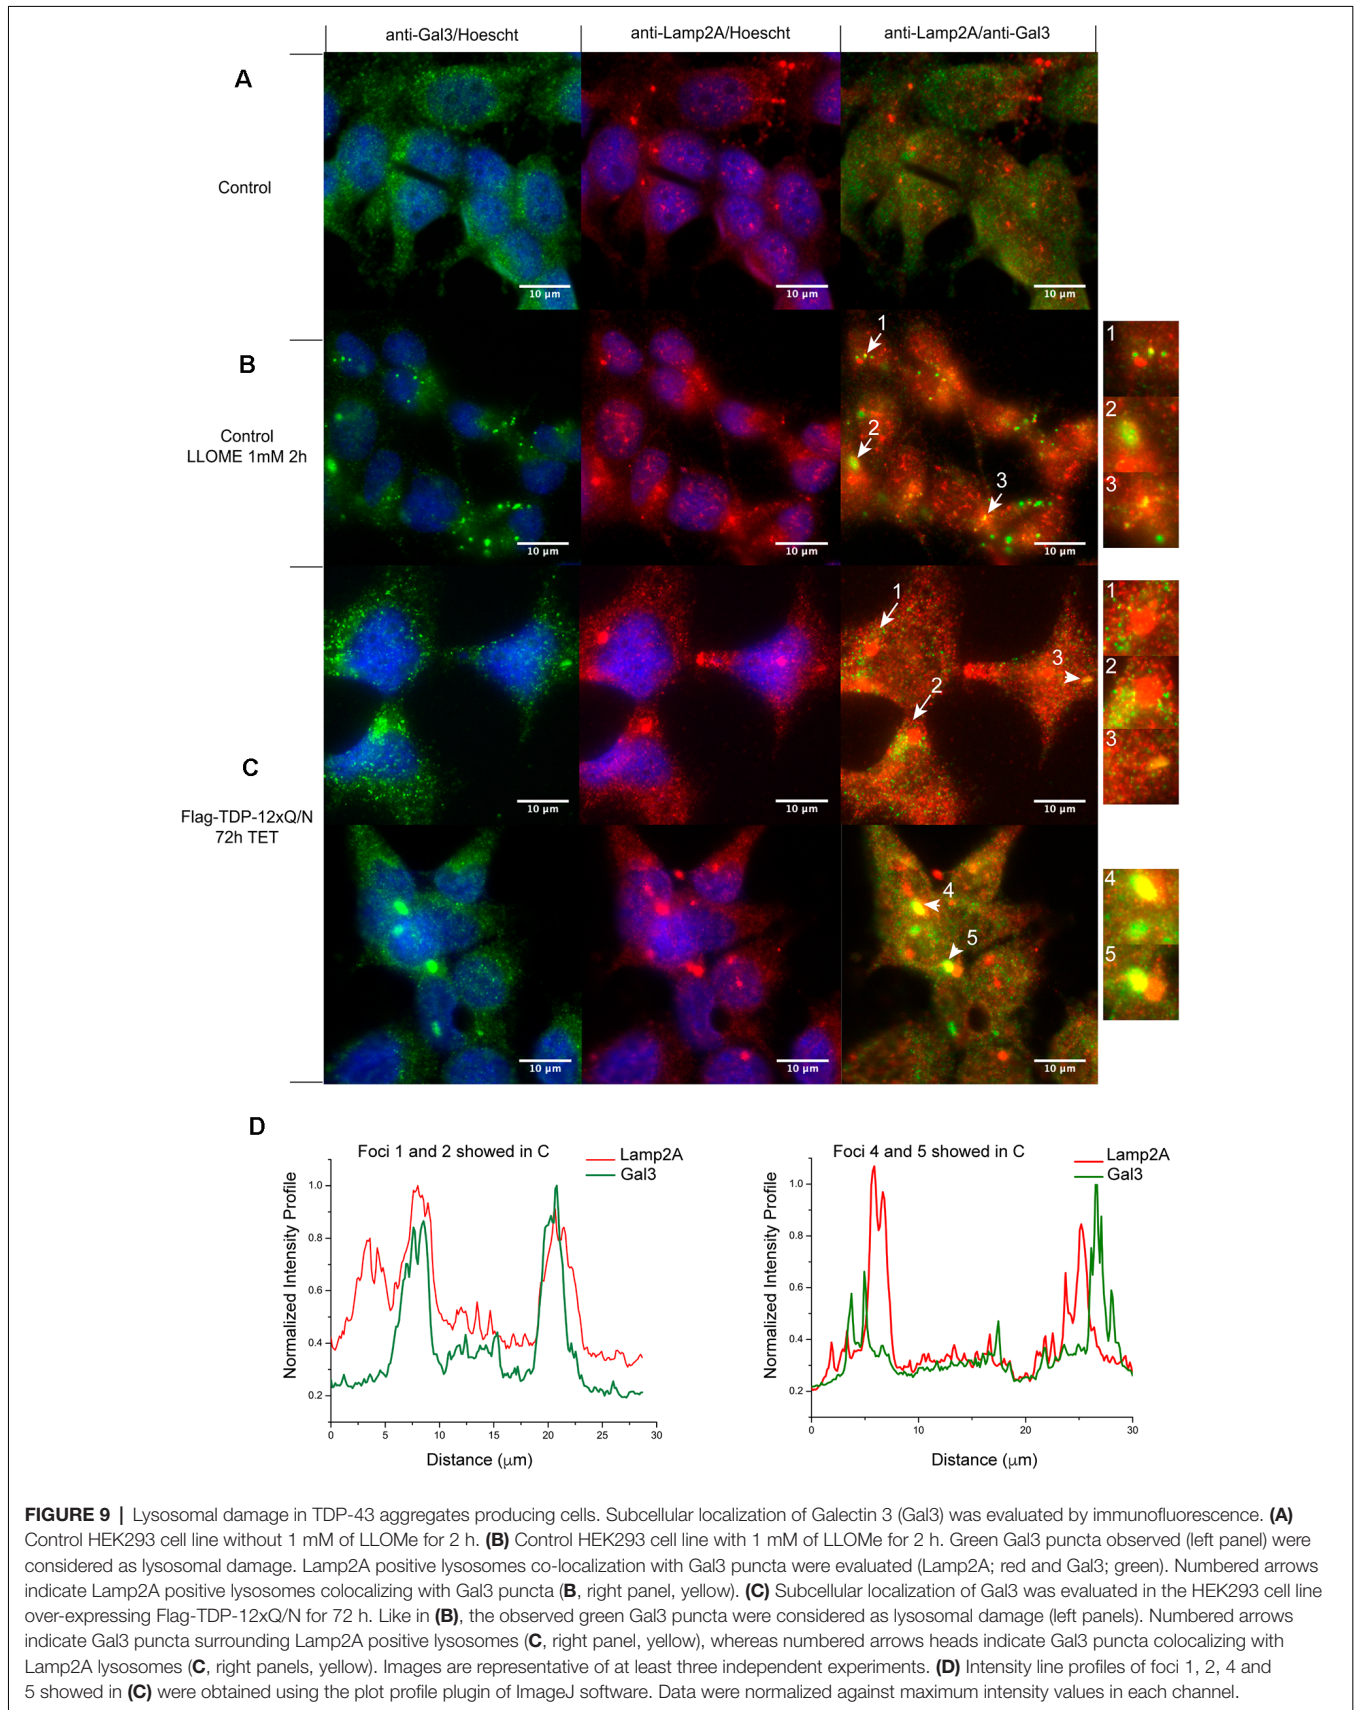 anti-Gal3/Hoescht
anti-Lamp2A/Hoescht
anti-Lamp2A/anti-Gal3
A
Control
10 µm
10 µm
10 µm
B
Control
LLOME 1mM 2h
1
2
3
10 µm
10 µm
10 µm
1
2
3
C
Flag-TDP-12xQ/N
72h TET
1
2
3
10 µm
10 µm
10 µm
1
2
3
4
5
10 µm
10 µm
10 µm
4
5
D
Foci 1 and 2 showed in C
Lamp2A
Gal3
Normalized Intensity Profile
1.0
0.8
0.6
0.4
0.2
0 5 10 15 20 25 30
Distance (µm)
Foci 4 and 5 showed in C
Lamp2A
Gal3
Normalized Intensity Profile
1.0
0.8
0.6
0.4
0.2
0 10 20 30
Distance (µm)
FIGURE 9 | Lysosomal damage in TDP-43 aggregates producing cells. Subcellular localization of Galectin 3 (Gal3) was evaluated by immunofluorescence. (A)
Control HEK293 cell line without 1 mM of LLOMe for 2 h. (B) Control HEK293 cell line with 1 mM of LLOMe for 2 h. Green Gal3 puncta observed (left panel) were
considered as lysosomal damage. Lamp2A positive lysosomes co-localization with Gal3 puncta were evaluated (Lamp2A; red and Gal3; green). Numbered arrows
indicate Lamp2A positive lysosomes colocalizing with Gal3 puncta (B, right panel, yellow). (C) Subcellular localization of Gal3 was evaluated in the HEK293 cell line
over-expressing Flag-TDP-12xQ/N for 72 h. Like in (B), the observed green Gal3 puncta were considered as lysosomal damage (left panels). Numbered arrows
indicate Gal3 puncta surrounding Lamp2A positive lysosomes (C, right panel, yellow), whereas numbered arrows heads indicate Gal3 puncta colocalizing with
Lamp2A lysosomes (C, right panels, yellow). Images are representative of at least three independent experiments. (D) Intensity line profiles of foci 1, 2, 4 and
5 showed in (C) were obtained using the plot profile plugin of ImageJ software. Data were normalized against maximum intensity values in each channel.